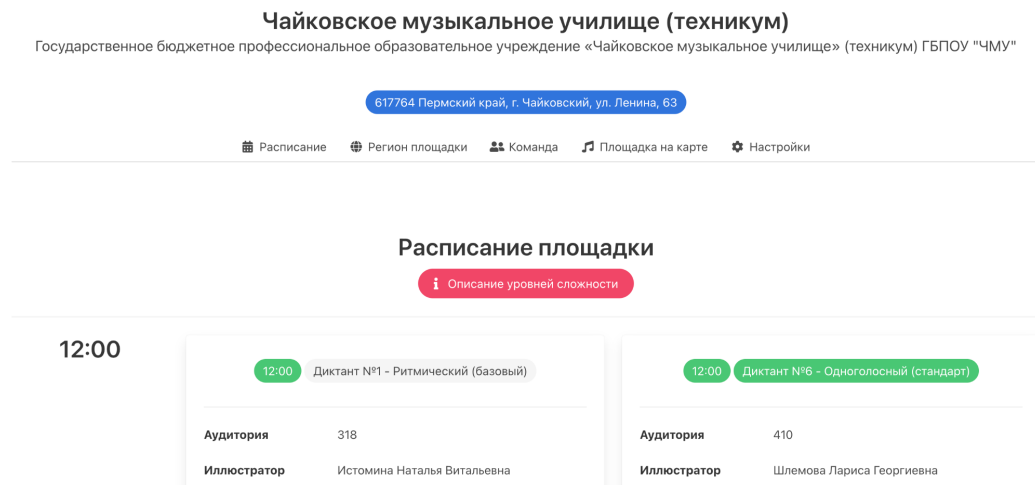 Чайковское музыкальное училище (техникум)
Государственное бюджетное профессиональное образовательное учреждение «Чайковское музыкальное училище» (техникум) ГБПОУ "ЧМУ"
617764 Пермский край, г. Чайковский, ул. Ленина, 63
Расписание Регион площадки Команда Площадка на карте Настройки
Расписание площадки
Описание уровней сложности
12:00
12:00 Диктант №1 - Ритмический (базовый)
Аудитория 318
Иллюстратор Истомина Наталья Витальевна
12:00 Диктант №6 - Одноголосный (стандарт)
Аудитория 410
Иллюстратор Шлемова Лариса Георгиевна